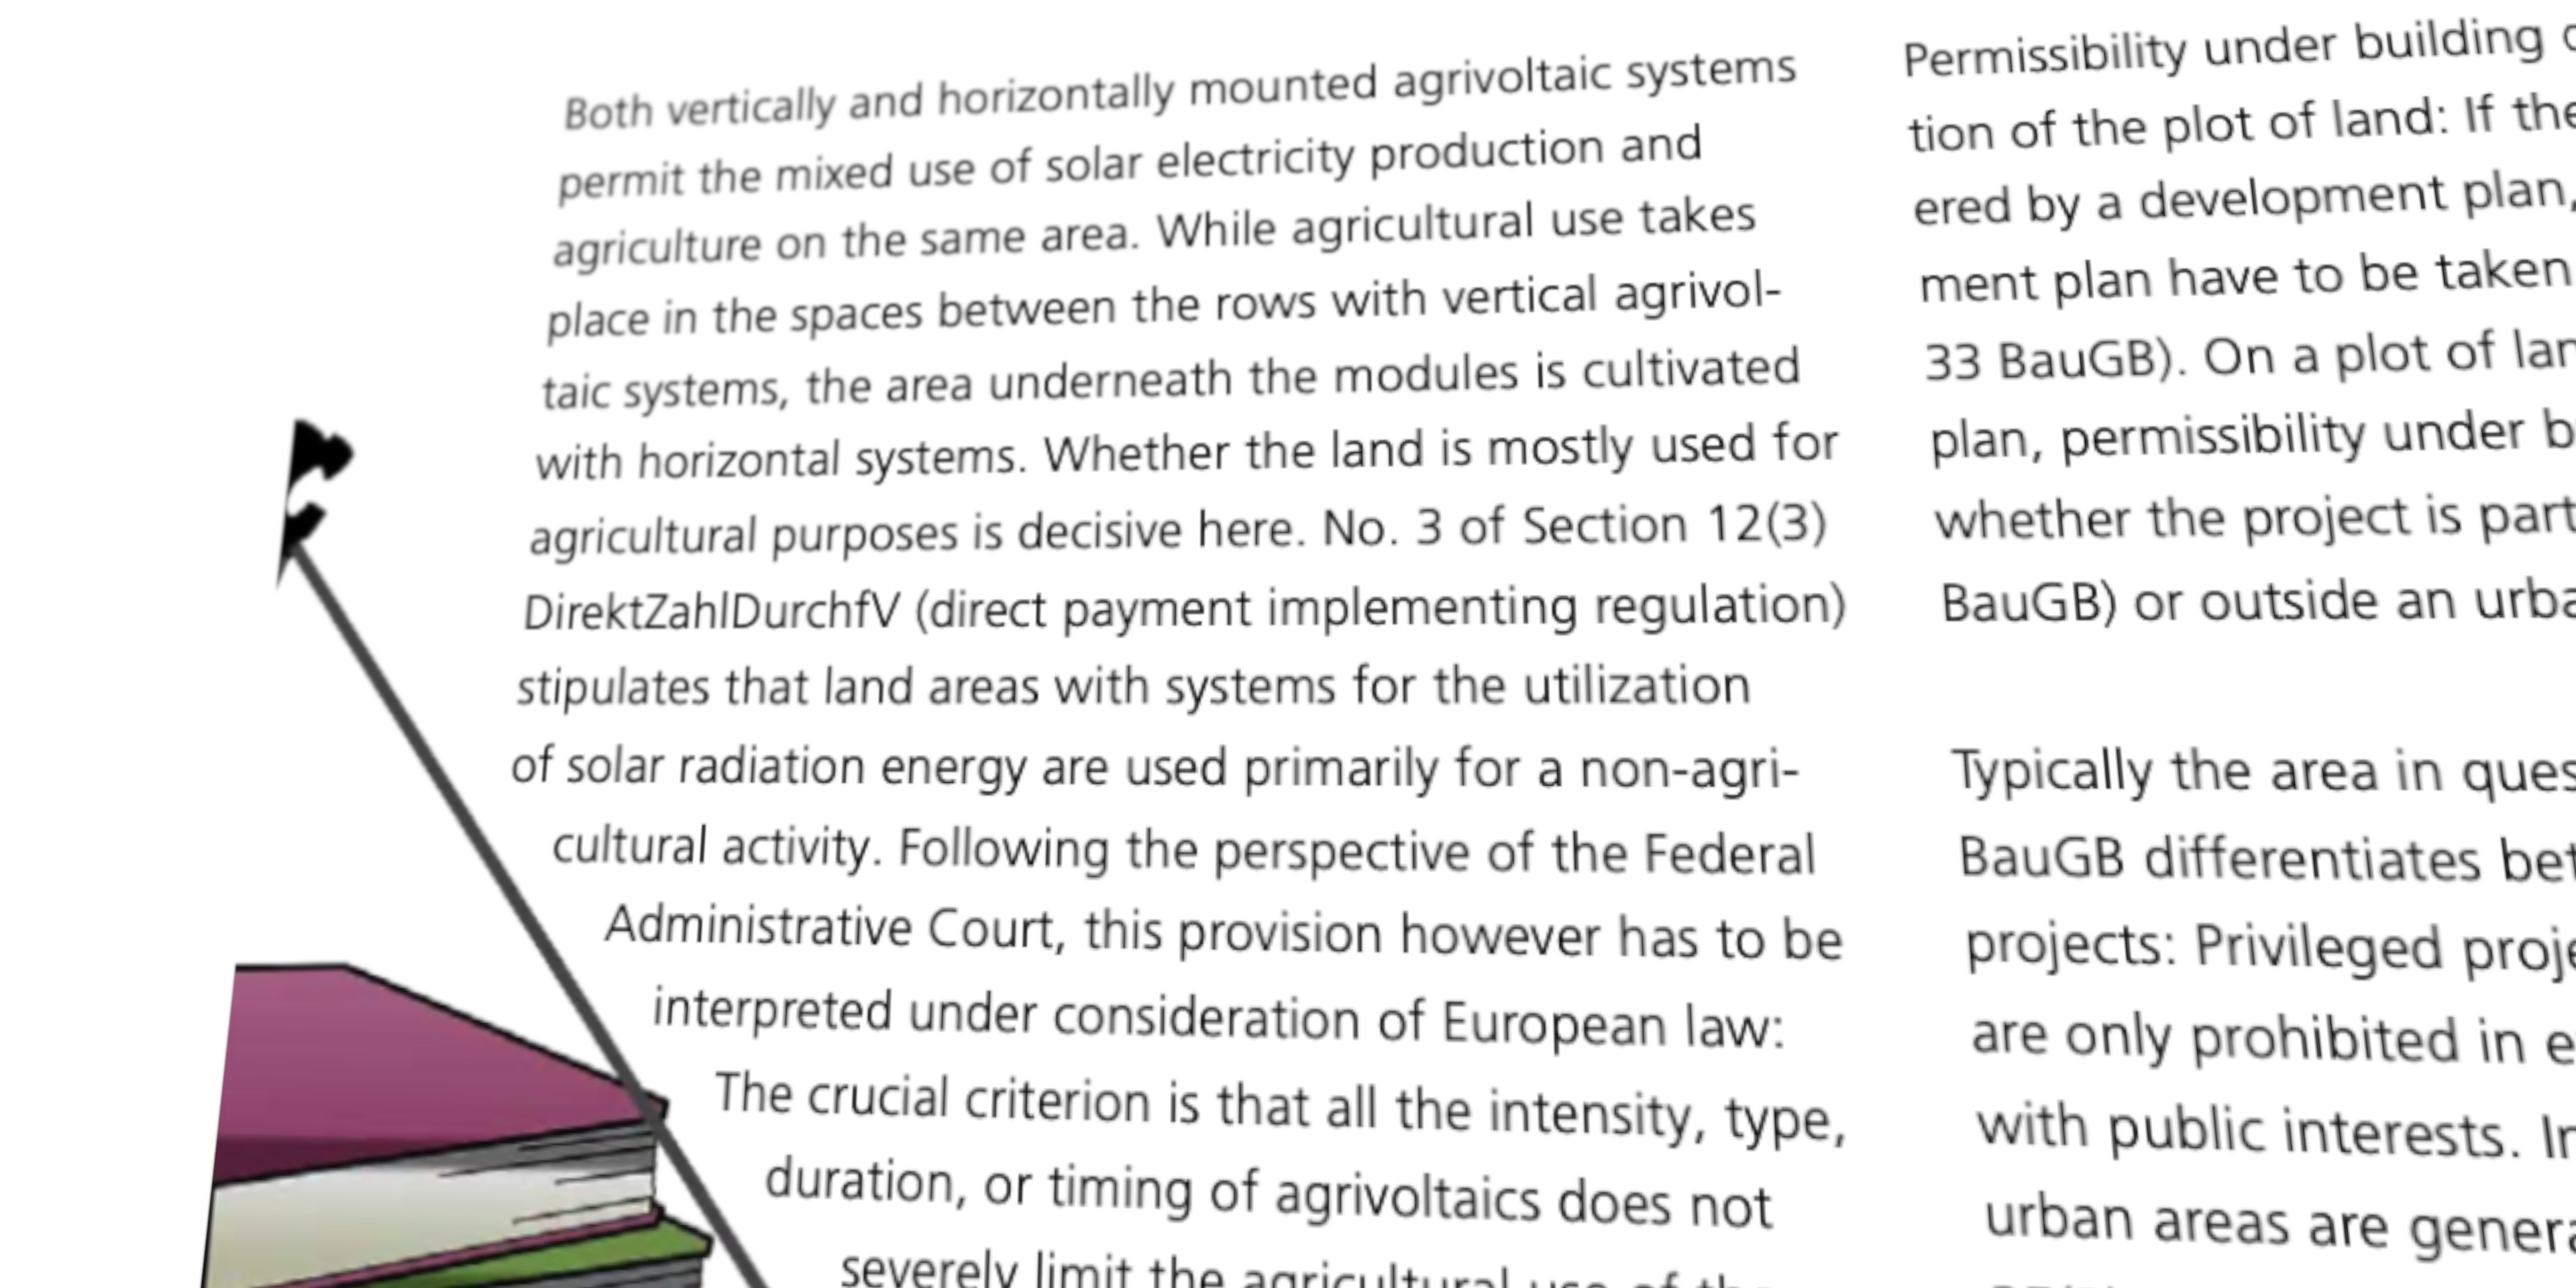 Both vertically and horizontally mounted agrivoltaic systems
permit the mixed use of solar electricity production and
agriculture on the same area. While agricultural use takes
place in the spaces between the rows with vertical agrivol-
taic systems, the area underneath the modules is cultivated
with horizontal systems. Whether the land is mostly used for
agricultural purposes is decisive here. No. 3 of Section 12(3)
DirektZahlDurchfV (direct payment implementing regulation)
stipulates that land areas with systems for the utilization
of solar radiation energy are used primarily for a non-agri-
cultural activity. Following the perspective of the Federal
Administrative Court, this provision however has to be
interpreted under consideration of European law:
The crucial criterion is that all the intensity, type,
duration, or timing of agrivoltaics does not
severely limit the agricultural use of the
Permissibility under building
tion of the plot of land: If the
ered by a development plan,
ment plan have to be taken
33 BauGB). On a plot of
plan, permissibility under
whether the project is
BauGB) or outside an
Typically the area in
BauGB differentiates
projects: Privileged
are only prohibited in
with public interests.
urban areas are